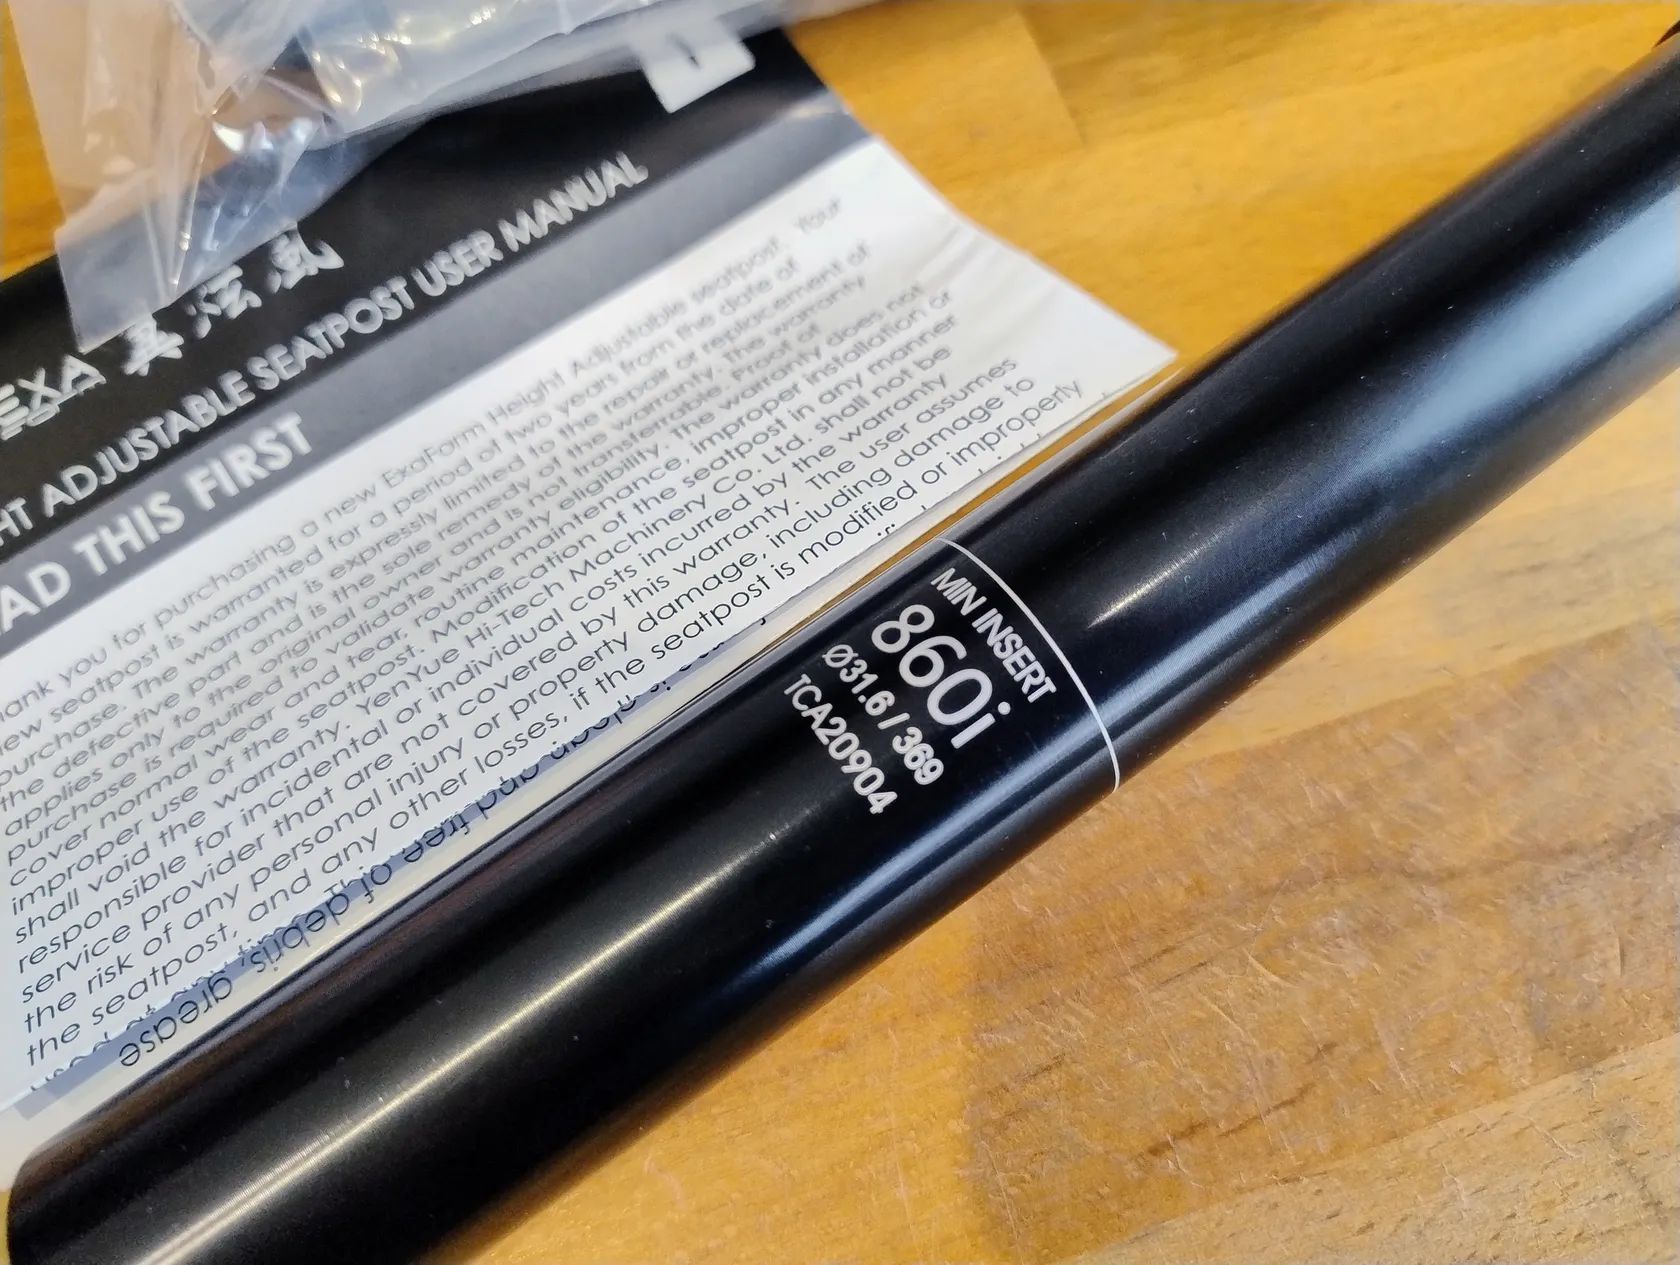 EXA 真炫風
HT ADJUSTABLE SEATPOST USER MANUAL
AD THIS FIRST
hank you for purchasing a new ExaForm Height Adjustable seatpost. Your
ew seatpost is warranted for a period of two years from the date of
purchase. The warranty is expressly limited to the repair or replacement of
the defective part and is the sole remedy of the warranty. The warranty
applies only to the original owner and is not transferrable. Proof of
purchase is required to validate warranty eligibility. The warranty does not
cover normal wear and tear, routine maintenance, improper installation or
improper use of the seatpost. Modification of the seatpost in any manner
shall void the warranty. YenYue Hi-Tech Machinery Co. Ltd. shall not be
responsible for incidental or individual costs incurred by the warranty
service provider that are not covered by this warranty. The user assumes
the risk of any personal injury or property damage, including damage to
the seatpost, and any other losses, if the seatpost is modified or improperly
and free of debris
grease
MIN INSERT
860i
Ø31.6 / 369
TCA20904